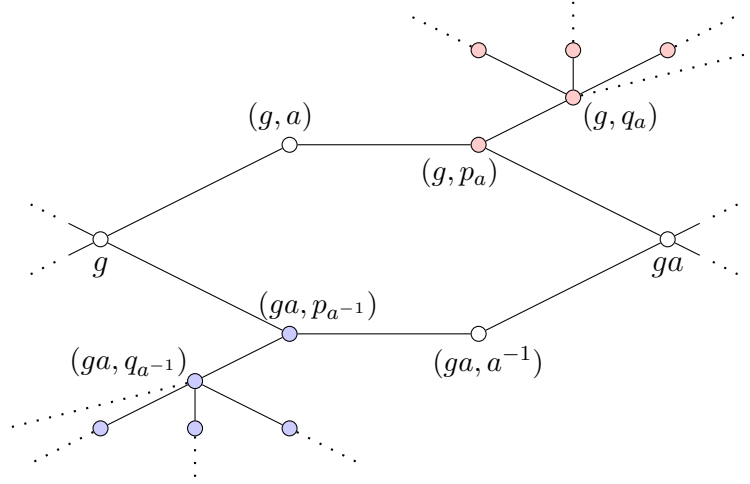 (g, q_a)
(g, a)
(g, p_a)
g
ga
(ga, p_{a^{-1}})
(ga, q_{a^{-1}})
(ga, a^{-1})